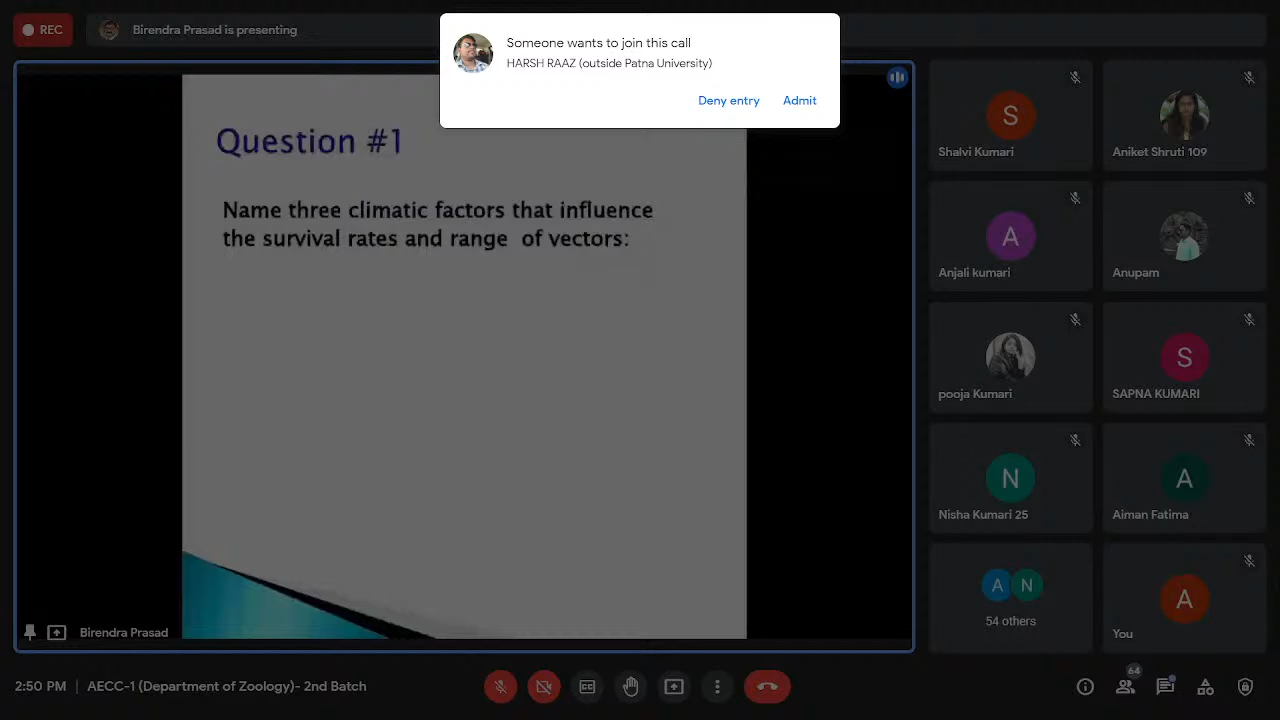 REC
Birendra Prasad is presenting
Someone wants to join this call
HARSH RAAZ (outside Patna University)
Deny entry
Admit
Question #1
Name three climatic factors that influence
the survival rates and range of vectors:
Birendra Prasad
S
Shalvi Kumari
Aniket Shruti 109
A
Anjali kumari
Anupam
pooja Kumari
S
SAPNA KUMARI
N
Nisha Kumari 25
A
Aiman Fatima
A N
54 others
A
You
2:50 PM | AECC-1 (Department of Zoology)- 2nd Batch
CC
64